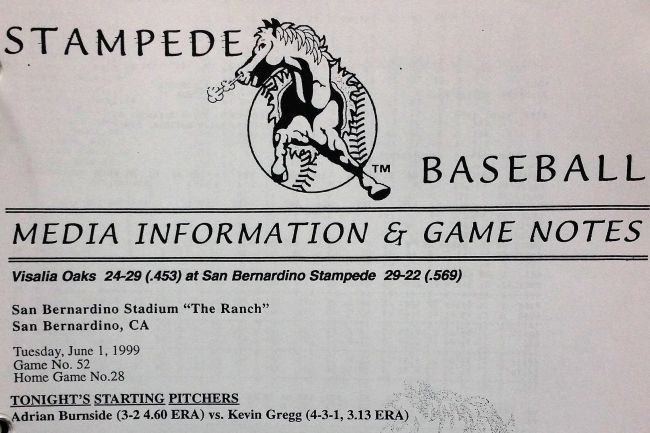 STAMPEDE
TM
BASEBALL
MEDIA INFORMATION & GAME NOTES
Visalia Oaks 24-29 (.453) at San Bernardino Stampede 29-22 (.569)
San Bernardino Stadium “The Ranch”
San Bernardino, CA
Tuesday, June 1, 1999
Game No. 52
Home Game No.28
TONIGHT'S STARTING PITCHERS
Adrian Burnside (3-2 4.60 ERA) vs. Kevin Gregg (4-3-1, 3.13 ERA)